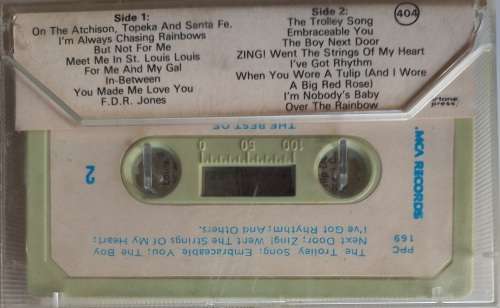 Side 1:
On The Atchison, Topeka And Santa Fe.
I'm Always Chasing Rainbows
But Not For Me
Meet Me In St. Louis Louis
For Me And My Gal
In-Between
You Made Me Love You
F.D.R. Jones
Side 2:
The Trolley Song
Embraceable You
The Boy Next Door
ZING! Went The Strings Of My Heart
I've Got Rhythm
When You Wore A Tulip (And I Wore
A Big Red Rose)
I'm Nobody's Baby
Over The Rainbow
404
press.
THE BEST OF
MCA RECORDS
2
100 50 0
PPC
169
The Trolley Song; Embraceable You; The Boy
Next Door; Zing! Went The Strings Of My Heart;
I've Got Rhythm; And Others.